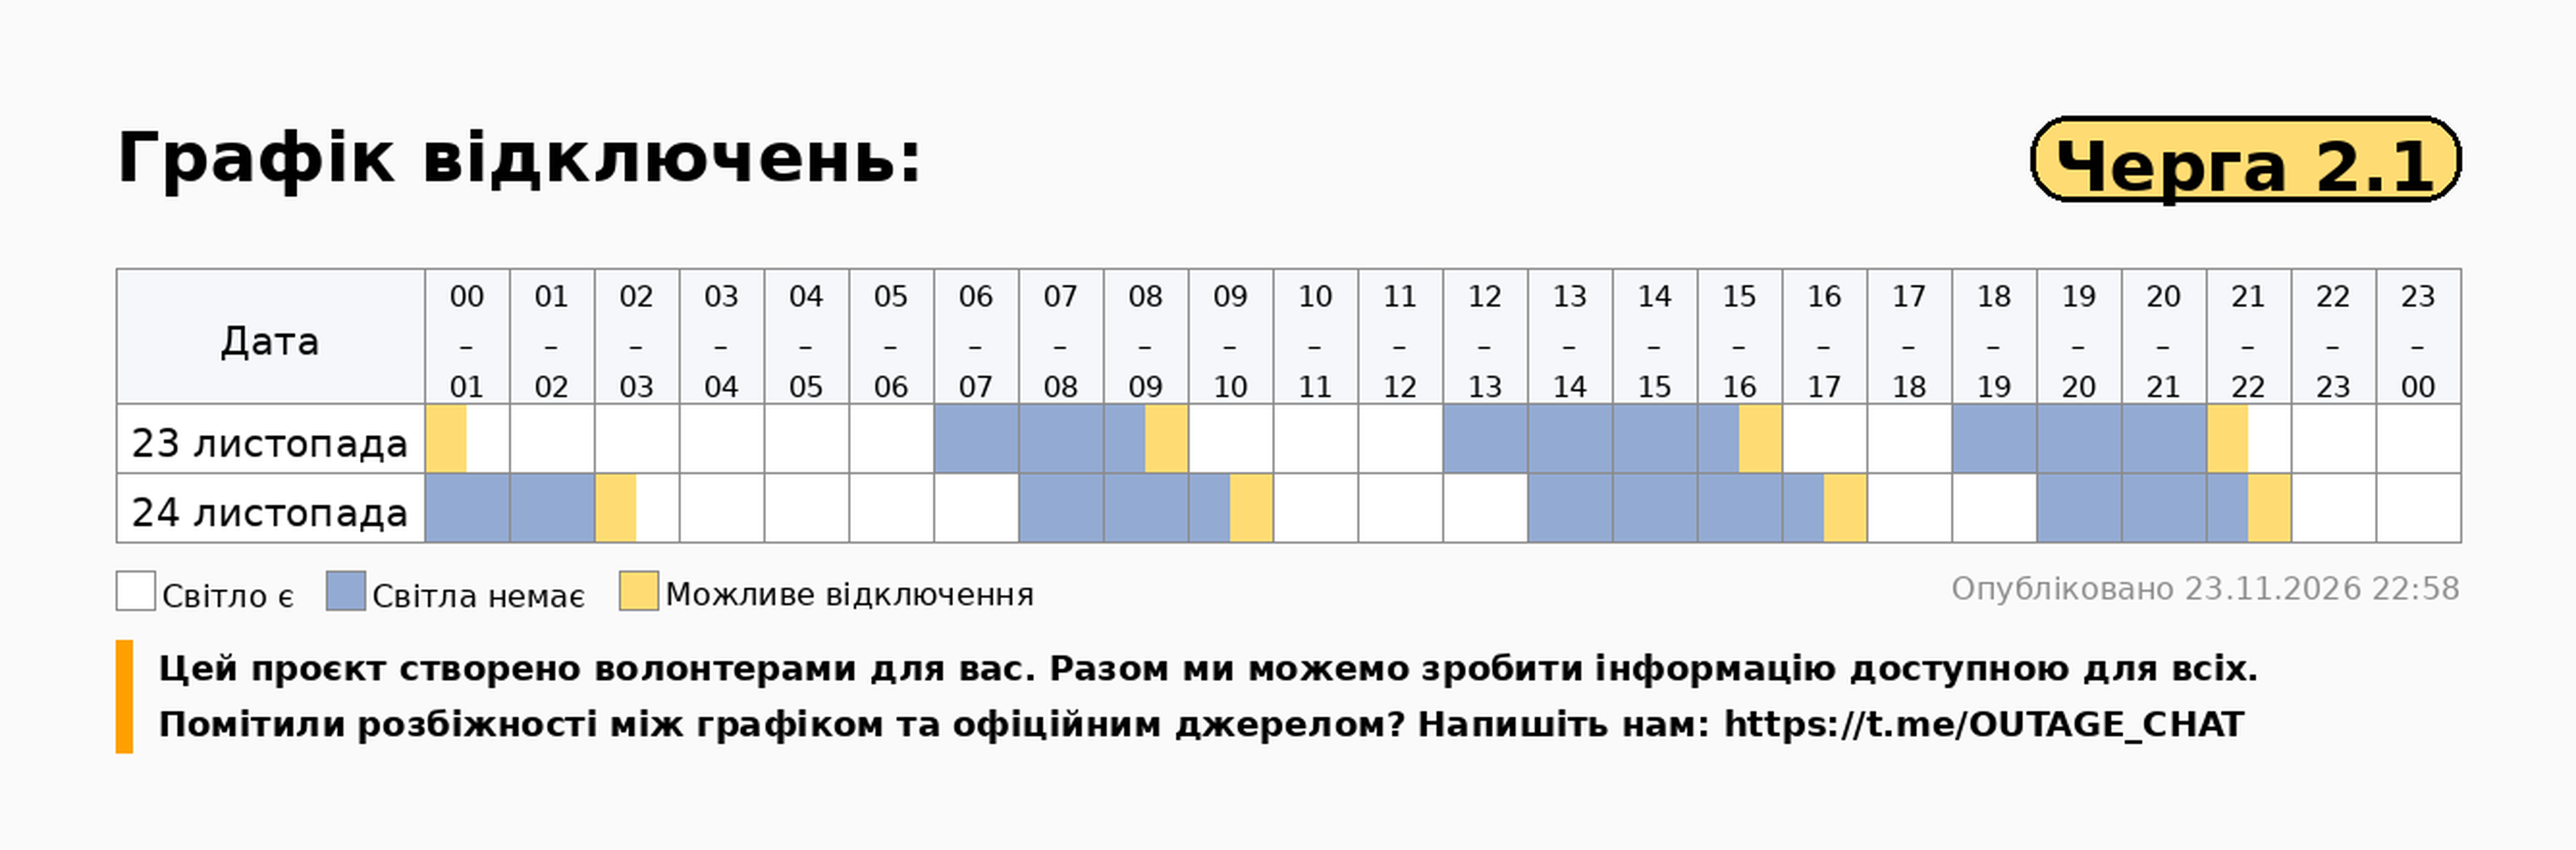 Графік відключень:
Черга 2.1
Дата
00 – 01
01 – 02
02 – 03
03 – 04
04 – 05
05 – 06
06 – 07
07 – 08
08 – 09
09 – 10
10 – 11
11 – 12
12 – 13
13 – 14
14 – 15
15 – 16
16 – 17
17 – 18
18 – 19
19 – 20
20 – 21
21 – 22
22 – 23
23 – 00
23 листопада
24 листопада
Світло є
Світла немає
Можливе відключення
Опубліковано 23.11.2026 22:58
Цей проєкт створено волонтерами для вас. Разом ми можемо зробити інформацію доступною для всіх.
Помітили розбіжності між графіком та офіційним джерелом? Напишіть нам: https://t.me/OUTAGE_CHAT